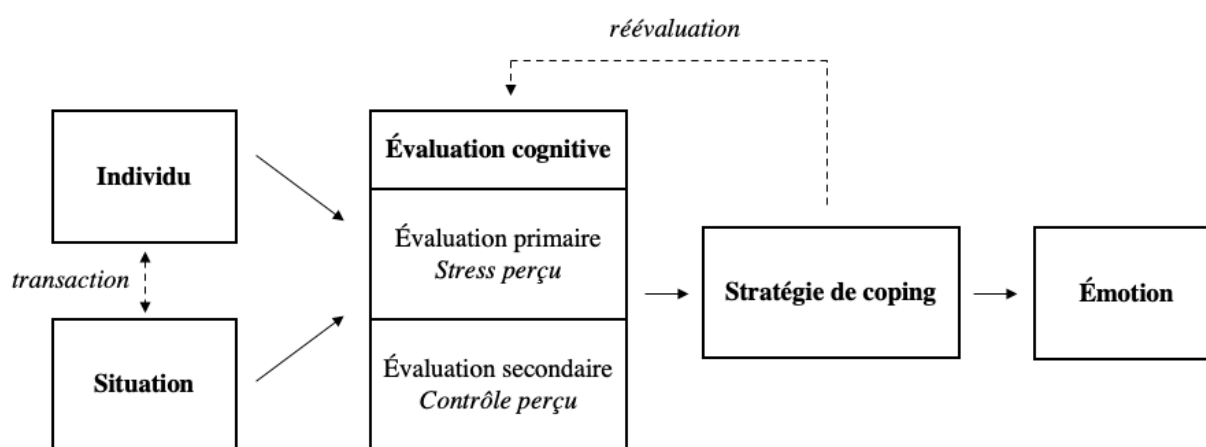 réévaluation
Évaluation cognitive
Individu
Évaluation primaire
Stress perçu
transaction
Stratégie de coping
Émotion
Situation
Évaluation secondaire
Contrôle perçu